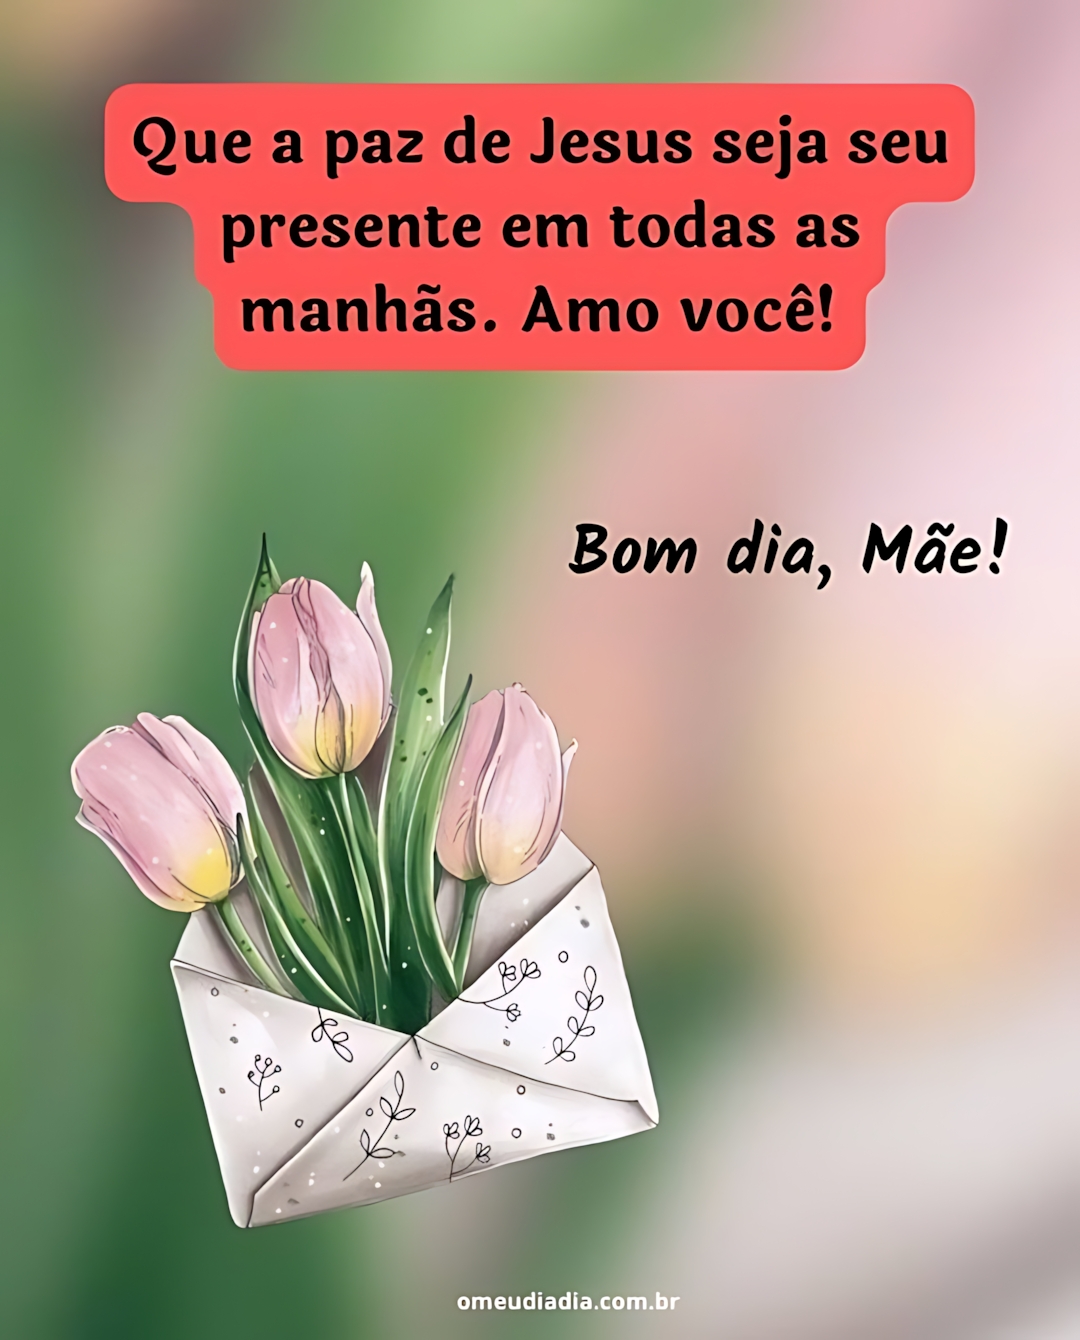 Que a paz de Jesus seja seu
presente em todas as
manhãs. Amo você!
Bom dia, Mãe!
omeudiadia.com.br